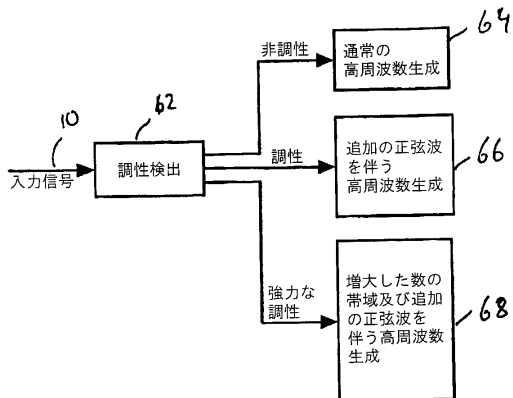 64
非調性
通常の
高周波数生成
62
10
入力信号
調性検出
調性
追加の正弦波
を伴う
高周波数生成
66
強力な
調性
増大した数の
帯域及び追加
の正弦波を
伴う高周波数
生成
68